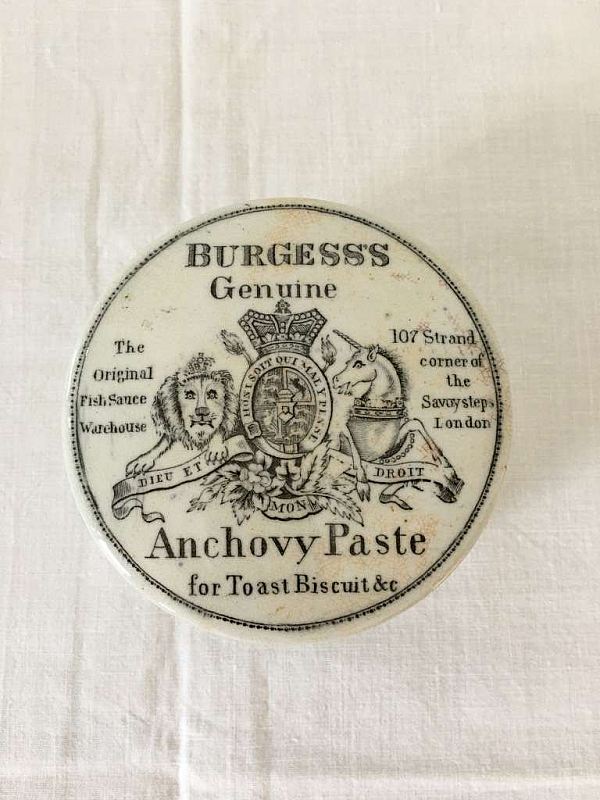 BURGESS'S
Genuine
The
Original
Fish Sauce
Warehouse
107 Strand
corner of
the
Savoy steps
London
HONI SOIT QUI MAL Y PENSE
DIEU ET
MON
DROIT
Anchovy Paste
for Toast Biscuit &c